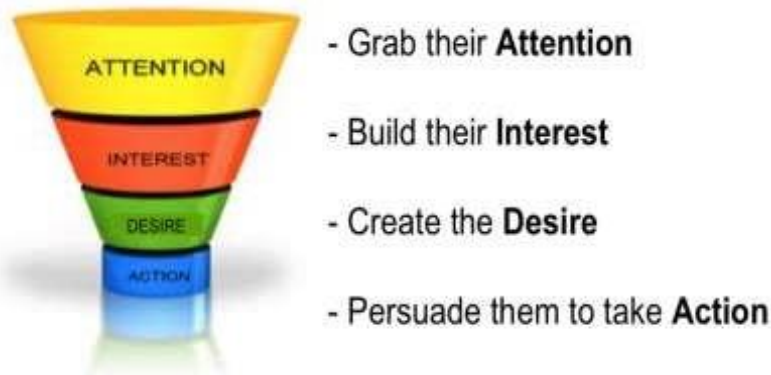 ATTENTION
- Grab their Attention
INTEREST
- Build their Interest
DESIRE
- Create the Desire
ACTION
- Persuade them to take Action